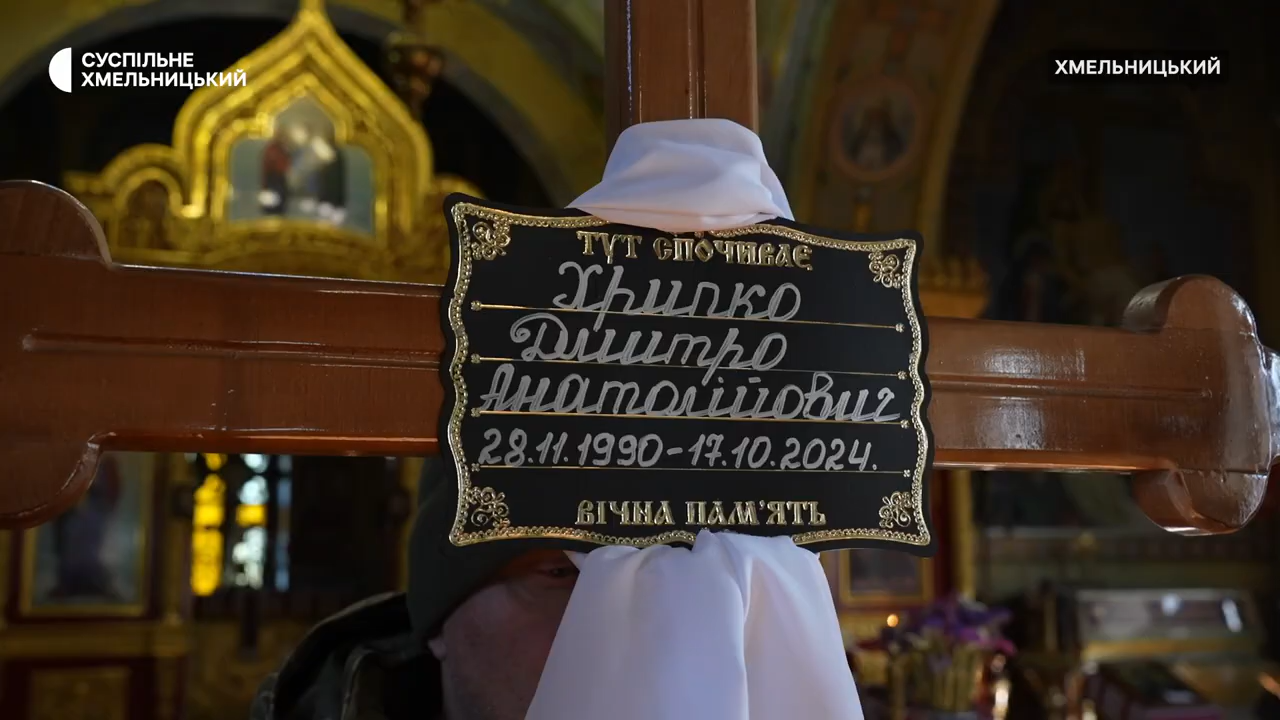 СУСПІЛЬНЕ
ХМЕЛЬНИЦЬКИЙ
ХМЕЛЬНИЦЬКИЙ
ТУТ СПОЧИВАЄ
Хрипко
Дмитро
Анатолійович
28.11.1990-17.10.2024.
ВІЧНА ПАМ'ЯТЬ